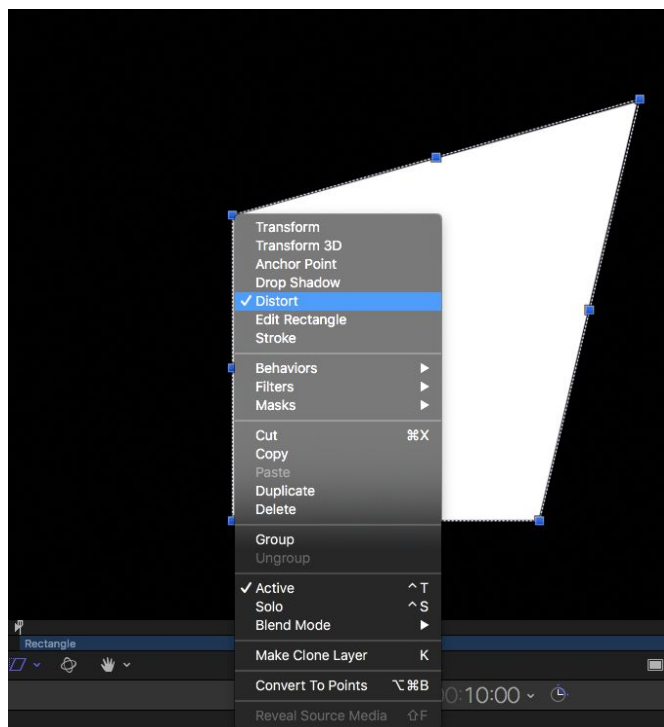 Transform
Transform 3D
Anchor Point
Drop Shadow
✓ Distort
Edit Rectangle
Stroke
Behaviors ▶
Filters ▶
Masks ▶
Cut ⌘X
Copy
Paste
Duplicate
Delete
Group
Ungroup
✓ Active ^T
Solo ^S
Blend Mode ▶
Rectangle
Make Clone Layer K
Convert To Points ⌥⌘B
0:10:00
Reveal Source Media ⇧F